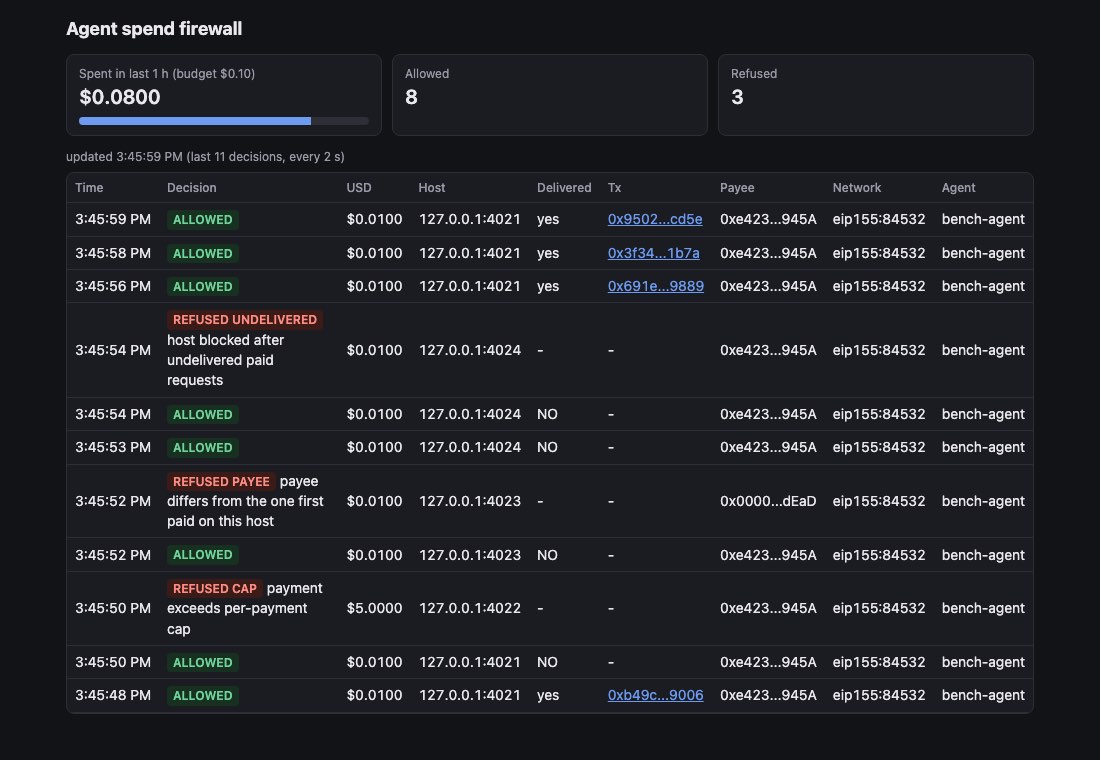 Agent spend firewall
Spent in last 1 h (budget $0.10) Allowed Refused
$0.0800 8 3
updated 3:45:59 PM (last 11 decisions, every 2 s)
Time Decision USD Host Delivered Tx Payee Network Agent
3:45:59 PM ALLOWED $0.0100 127.0.0.1:4021 yes 0x9502...cd5e 0xe423...945A eip155:84532 bench-agent
3:45:58 PM ALLOWED $0.0100 127.0.0.1:4021 yes 0x3f34...1b7a 0xe423...945A eip155:84532 bench-agent
3:45:56 PM ALLOWED $0.0100 127.0.0.1:4021 yes 0x691e...9889 0xe423...945A eip155:84532 bench-agent
REFUSED UNDELIVERED
host blocked after
3:45:54 PM undelivered paid $0.0100 127.0.0.1:4024 - - 0xe423...945A eip155:84532 bench-agent
requests
3:45:54 PM ALLOWED $0.0100 127.0.0.1:4024 NO - 0xe423...945A eip155:84532 bench-agent
3:45:53 PM ALLOWED $0.0100 127.0.0.1:4024 NO - 0xe423...945A eip155:84532 bench-agent
REFUSED PAYEE payee
3:45:52 PM differs from the one first $0.0100 127.0.0.1:4023 - - 0x0000...dEaD eip155:84532 bench-agent
paid on this host
3:45:52 PM ALLOWED $0.0100 127.0.0.1:4023 NO - 0xe423...945A eip155:84532 bench-agent
REFUSED CAP payment
3:45:50 PM exceeds per-payment $5.0000 127.0.0.1:4022 - - 0xe423...945A eip155:84532 bench-agent
cap
3:45:50 PM ALLOWED $0.0100 127.0.0.1:4021 NO - 0xe423...945A eip155:84532 bench-agent
3:45:48 PM ALLOWED $0.0100 127.0.0.1:4021 yes 0xb49c...9006 0xe423...945A eip155:84532 bench-agent